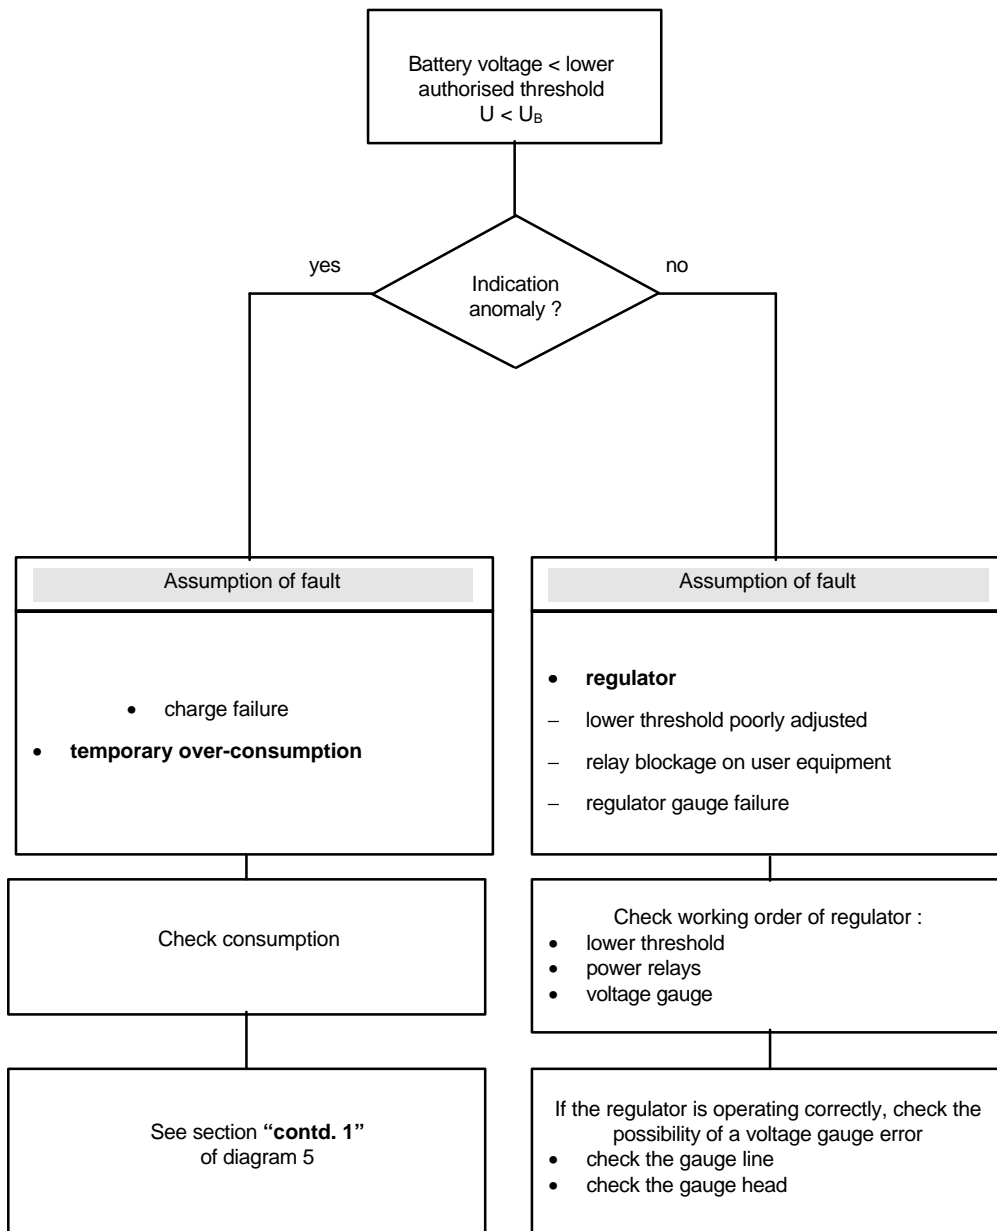 Battery voltage < lower
authorised threshold
U < UB
yes
no
Indication
anomaly ?
Assumption of fault
• charge failure
• temporary over-consumption
Check consumption
See section “contd. 1”
of diagram 5
Assumption of fault
• regulator
– lower threshold poorly adjusted
– relay blockage on user equipment
– regulator gauge failure
Check working order of regulator :
• lower threshold
• power relays
• voltage gauge
If the regulator is operating correctly, check the
possibility of a voltage gauge error
• check the gauge line
• check the gauge head